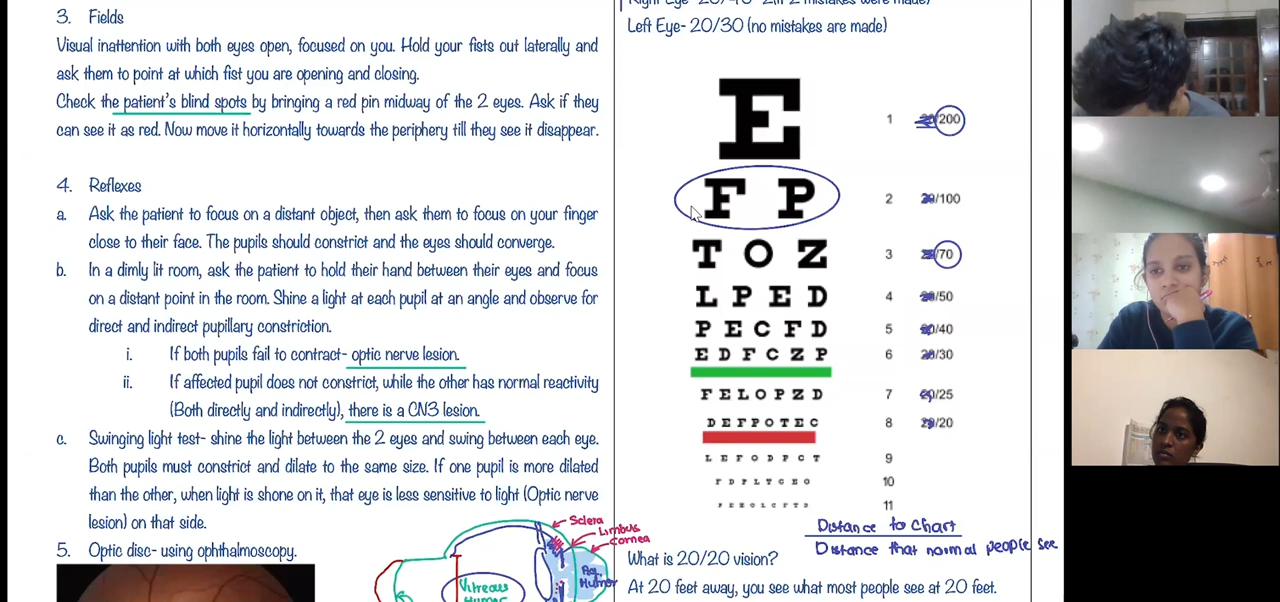 3. Fields
Visual inattention with both eyes open, focused on you. Hold your fists out laterally and
ask them to point at which fist you are opening and closing.
Check the patient's blind spots by bringing a red pin midway of the 2 eyes. Ask if they
can see it as red. Now move it horizontally towards the periphery till they see it disappear.
4. Reflexes
a. Ask the patient to focus on a distant object, then ask them to focus on your finger
close to their face. The pupils should constrict and the eyes should converge.
b. In a dimly lit room, ask the patient to hold their hand between their eyes and focus
on a distant point in the room. Shine a light at each pupil at an angle and observe for
direct and indirect pupillary constriction.
i. If both pupils fail to contract- optic nerve lesion.
ii. If affected pupil does not constrict, while the other has normal reactivity
(Both directly and indirectly), there is a CN3 lesion.
c. Swinging light test- shine the light between the 2 eyes and swing between each eye.
Both pupils must constrict and dilate to the same size. If one pupil is more dilated
than the other, when light is shone on it, that eye is less sensitive to light (Optic nerve
lesion) on that side.
5. Optic disc- using ophthalmoscopy.
Sclera
Limbus
Cornea
Aq.
Humor
Vitreous
Left Eye- 20/30 (no mistakes are made)
E 1 20/200
F P 2 20/100
T O Z 3 20/70
L P E D 4 20/50
P E C F D 5 20/40
E D F C Z P 6 20/30
F E L O P Z D 7 20/25
D E F P O T E C 8 20/20
L E F O D P C T 9
F D P L T C E O 10
11
Distance to Chart
Distance that normal people see
What is 20/20 vision?
At 20 feet away, you see what most people see at 20 feet.